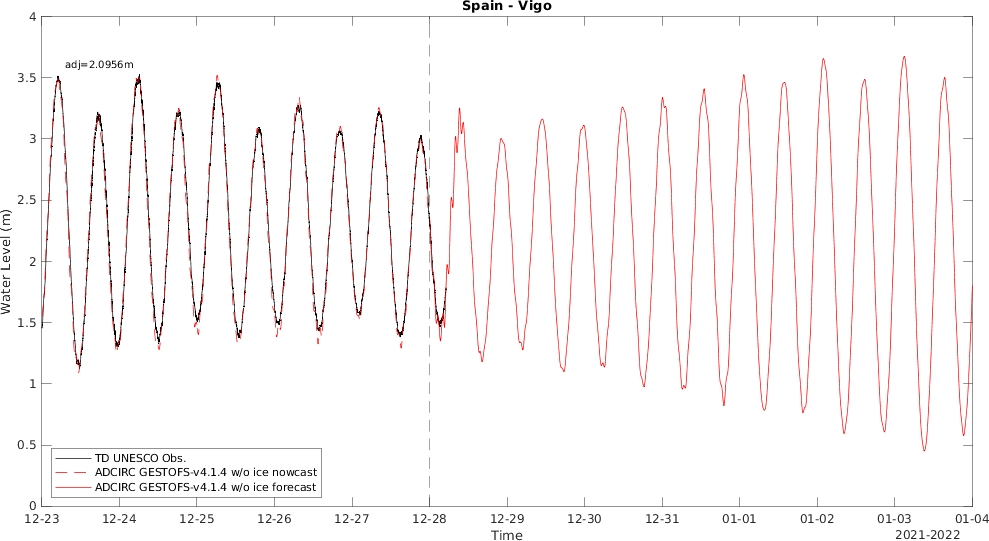 Spain - Vigo
adj=2.0956m
4
3.5
3
2.5
2
1.5
1
0.5
0
Water Level (m)
TD UNESCO Obs.
ADCIRC GESTOFS-v4.1.4 w/o ice nowcast
ADCIRC GESTOFS-v4.1.4 w/o ice forecast
12-23 12-24 12-25 12-26 12-27 12-28 12-29 12-30 12-31 01-01 01-02 01-03 01-04
Time
2021-2022